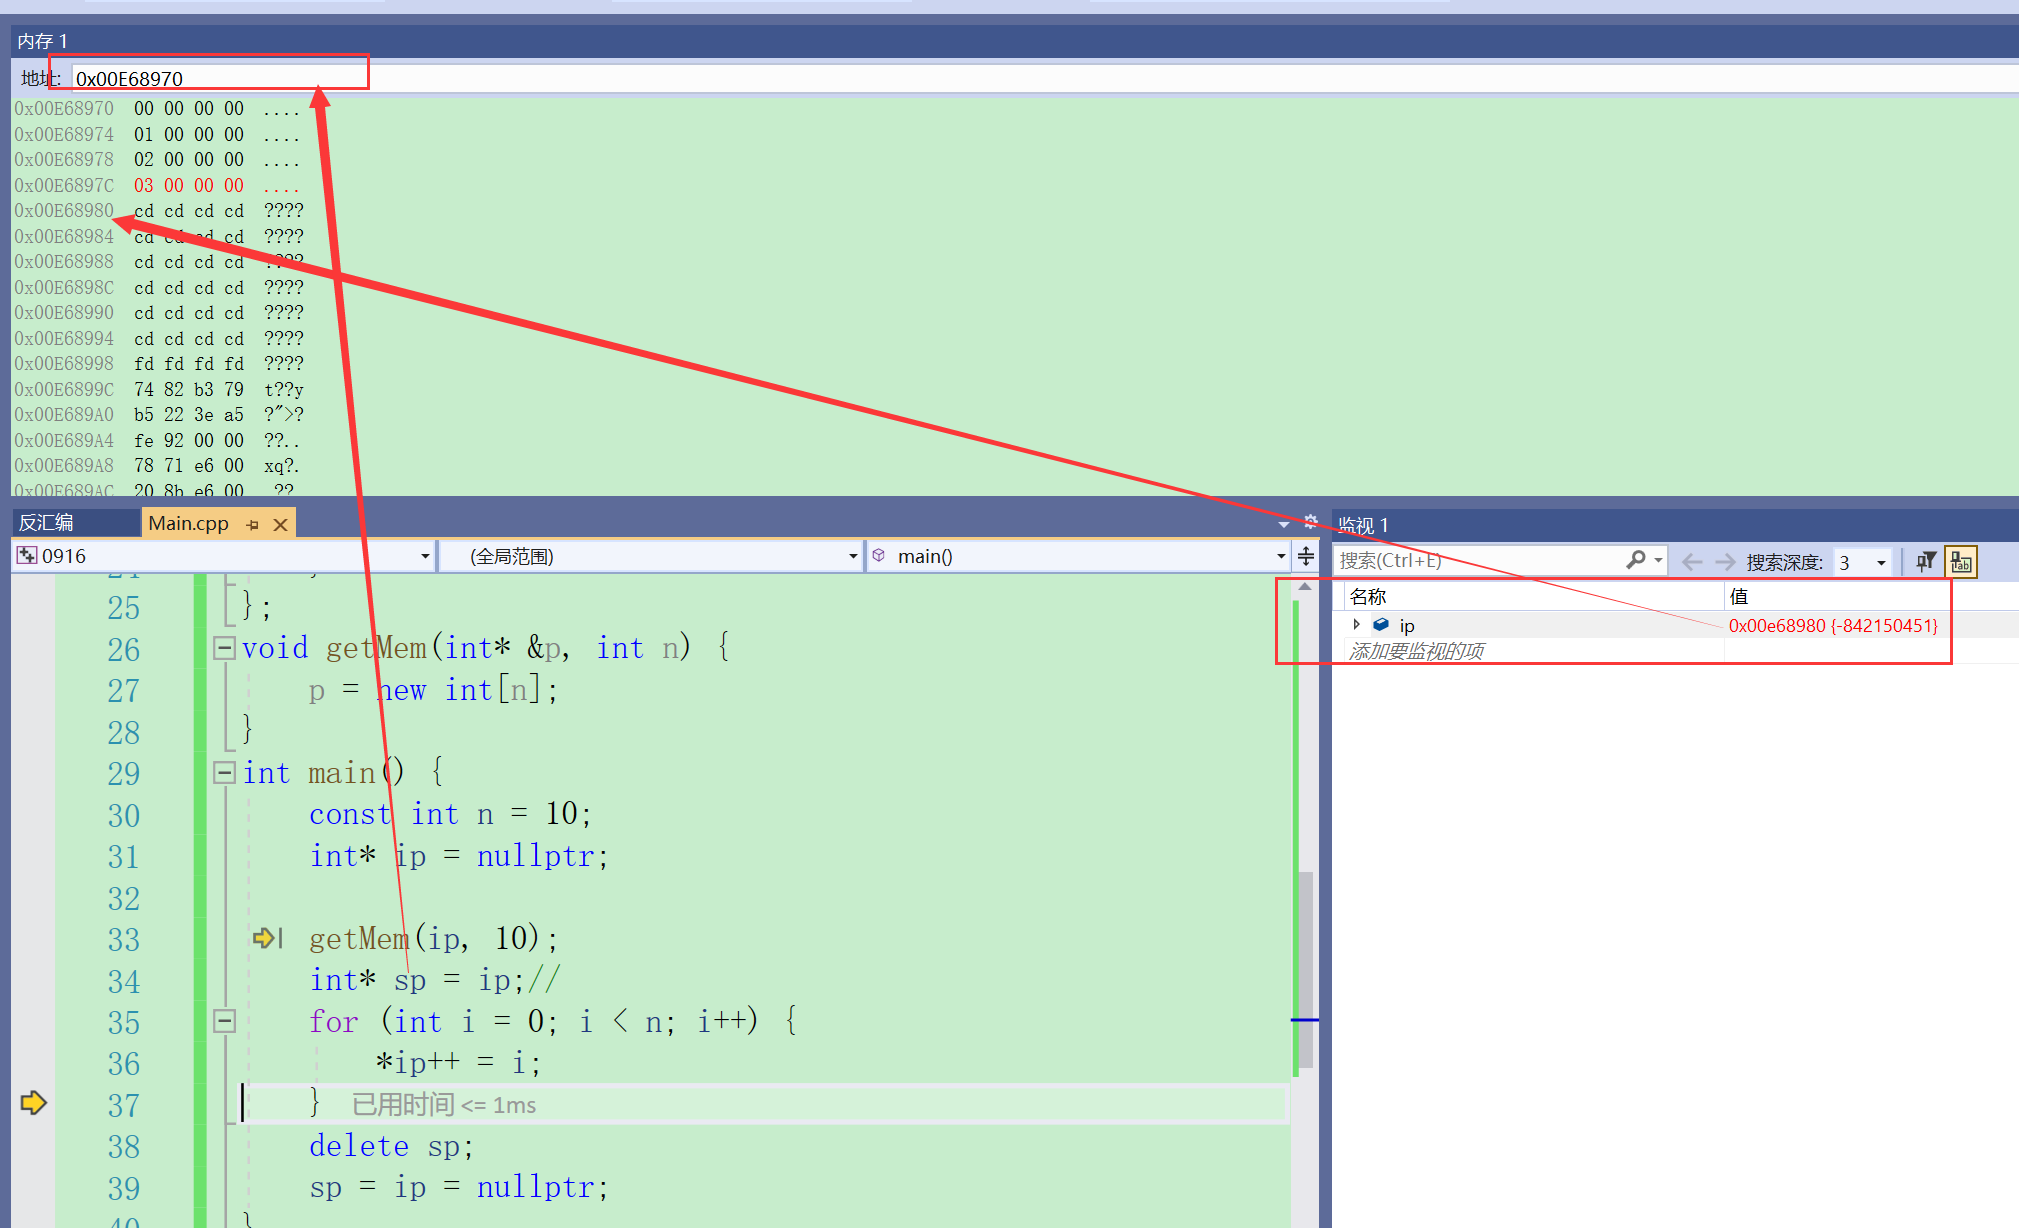 内存 1
地址: 0x00E68970
0x00E68970 00 00 00 00 ....
0x00E68974 01 00 00 00 ....
0x00E68978 02 00 00 00 ....
0x00E6897C 03 00 00 00 ....
0x00E68980 cd cd cd cd ????
0x00E68984 cd cd cd cd ????
0x00E68988 cd cd cd cd ????
0x00E6898C cd cd cd cd ????
0x00E68990 cd cd cd cd ????
0x00E68994 cd cd cd cd ????
0x00E68998 fd fd fd fd ????
0x00E6899C 74 82 b3 79 t??y
0x00E689A0 b5 22 3e a5 ?">?
0x00E689A4 fe 92 00 00 ??..
0x00E689A8 78 71 e6 00 xq?.
0x00E689AC 20 8b e6 00 ??
反汇编 Main.cpp
0916 (全局范围) main()
25 };
26 void getMem(int* &p, int n) {
27 p = new int[n];
28 }
29 int main() {
30 const int n = 10;
31 int* ip = nullptr;
32
33 getMem(ip, 10);
34 int* sp = ip;//
35 for (int i = 0; i < n; i++) {
36 *ip++ = i;
37 } 已用时间 <= 1ms
38 delete sp;
39 sp = ip = nullptr;
40 }
监视 1
搜索(Ctrl+E) 搜索深度: 3
名称 值
ip 0x00e68980 {-842150451}
添加要监视的项